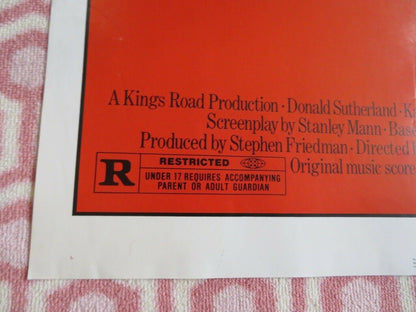 A Kings Road Production · Donald Sutherland · K
Screenplay by Stanley Mann · Base
Produced by Stephen Friedman · Directed b
Original music score
R
RESTRICTED
UNDER 17 REQUIRES ACCOMPANYING
PARENT OR ADULT GUARDIAN